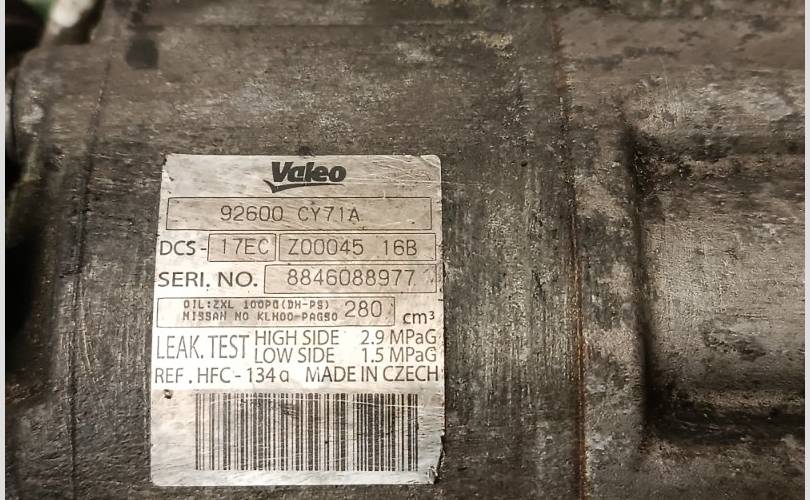 Valeo
92600 CY71A
DCS - 17EC Z00045 16B
SERI. NO. 8846088977
OIL:ZXL 100PG(DH-PS)
NISSAN NO KLH00-PAGS0 280 cm³
LEAK. TEST HIGH SIDE 2.9 MPaG
LOW SIDE 1.5 MPaG
REF. HFC - 134a MADE IN CZECH